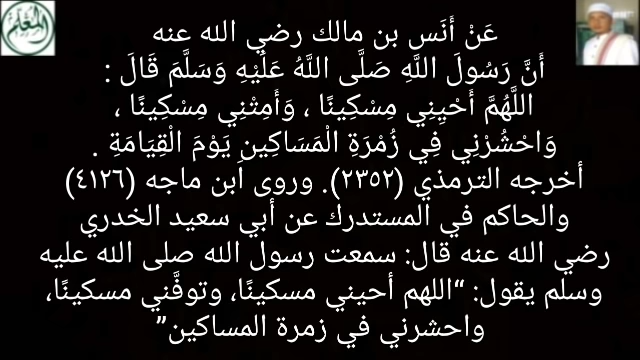 المعلم
عَنْ أَنَس بن مالك رضي الله عنه
أَنَّ رَسُولَ اللَّهِ صَلَّى اللَّهُ عَلَيْهِ وَسَلَّمَ قَالَ :
اللَّهُمَّ أَحْيِنِي مِسْكِينًا ، وَأَمِتْنِي مِسْكِينًا ،
وَاحْشُرْنِي فِي زُمْرَةِ الْمَسَاكِينِ يَوْمَ الْقِيَامَةِ .
أخرجه الترمذي (٢٣٥٢). وروى ابن ماجه (٤١٢٦)
والحاكم في المستدرك عن أبي سعيد الخدري
رضي الله عنه قال: سمعت رسول الله صلى الله عليه
وسلم يقول: “اللهم أحيني مسكينًا، وتوفَّني مسكينًا،
واحشرني في زمرة المساكين”